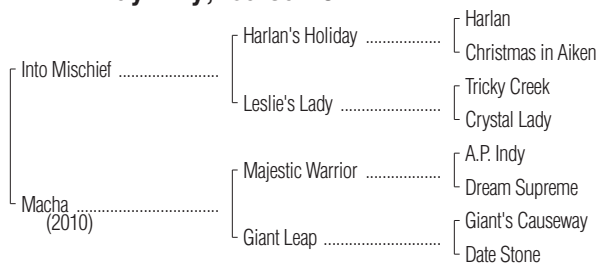 Harlan
Harlan's Holiday ..................
Christmas in Aiken
Into Mischief ........................
Tricky Creek
Leslie's Lady ........................
Crystal Lady
A.P. Indy
Majestic Warrior ..................
Dream Supreme
Macha ..................................
(2010)
Giant's Causeway
Giant Leap ............................
Date Stone